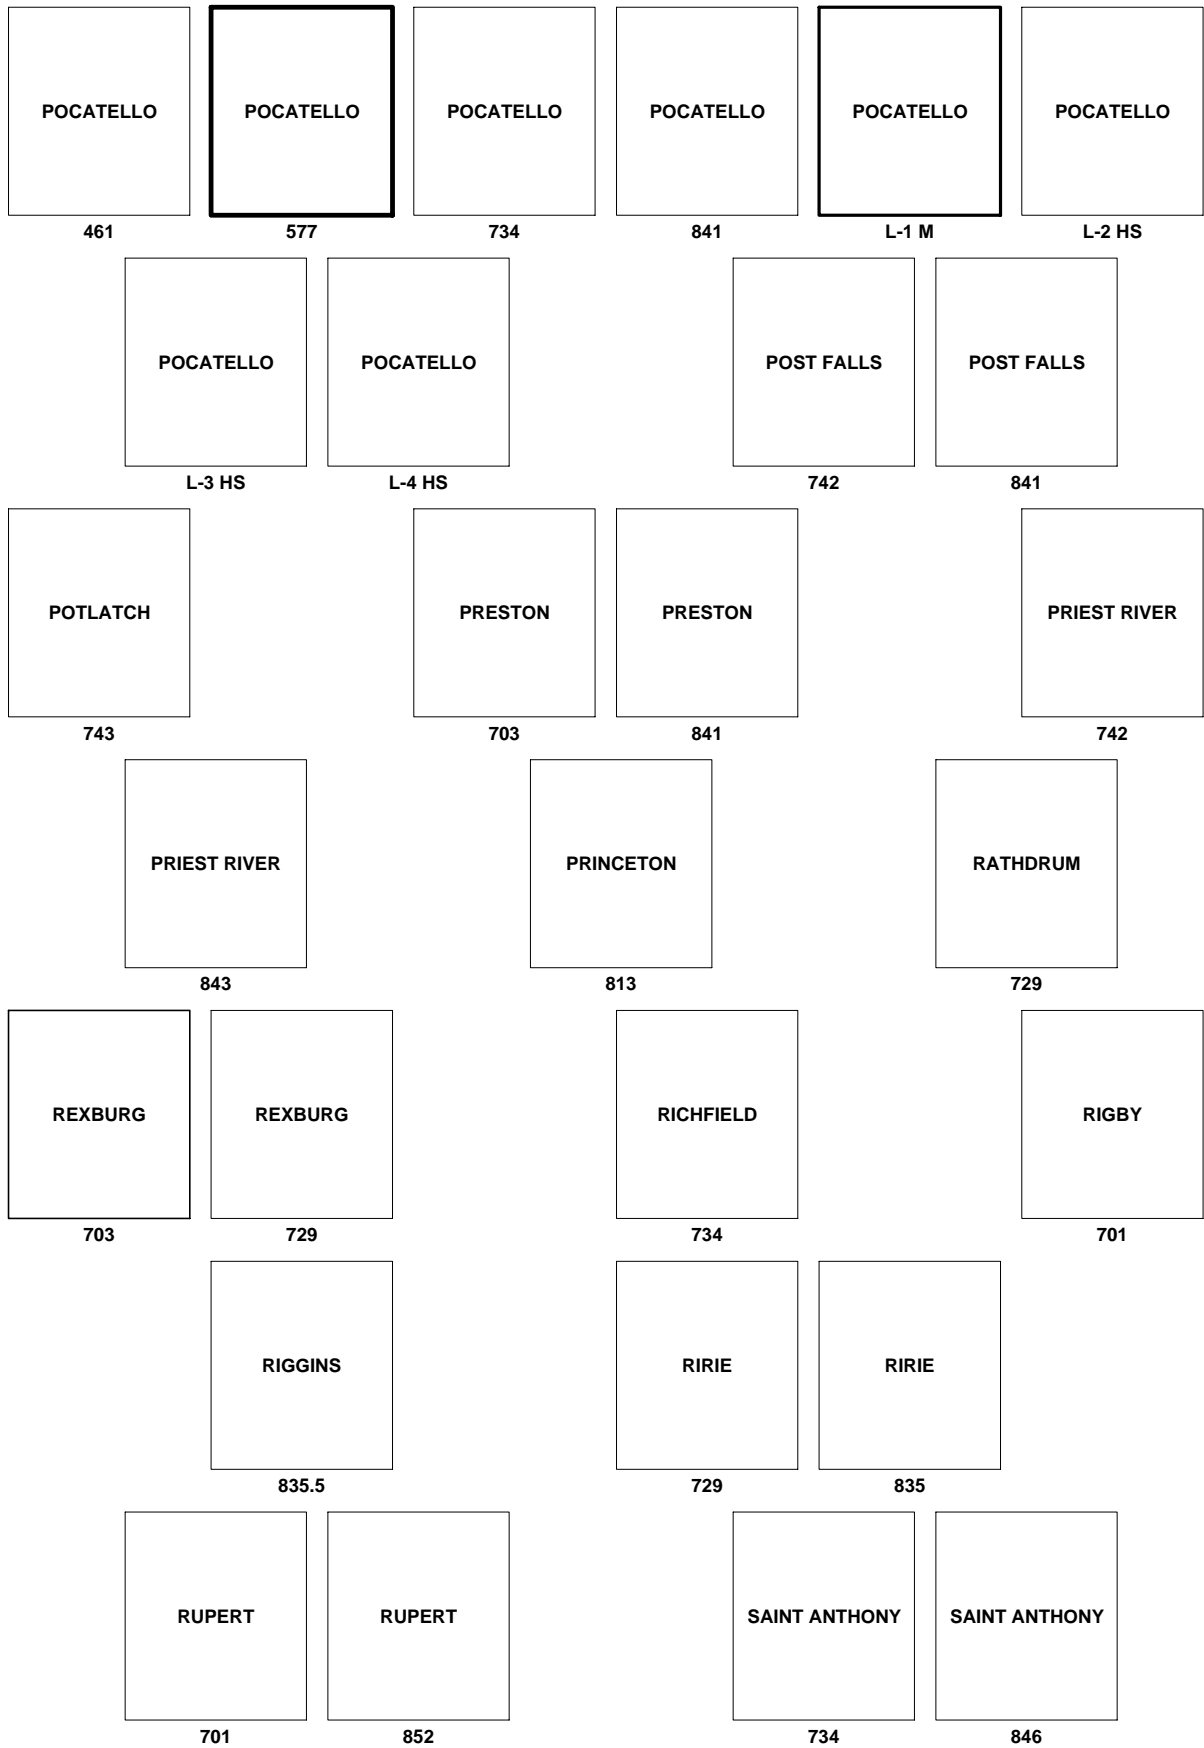 POCATELLO POCATELLO POCATELLO POCATELLO POCATELLO POCATELLO
461 577 734 841 L-1 M L-2 HS
POCATELLO POCATELLO POST FALLS POST FALLS
L-3 HS L-4 HS 742 841
POTLATCH PRESTON PRESTON PRIEST RIVER
743 703 841 742
PRIEST RIVER PRINCETON RATHDRUM
843 813 729
REXBURG REXBURG RICHFIELD RIGBY
703 729 734 701
RIGGINS RIRIE RIRIE
835.5 729 835
RUPERT RUPERT SAINT ANTHONY SAINT ANTHONY
701 852 734 846